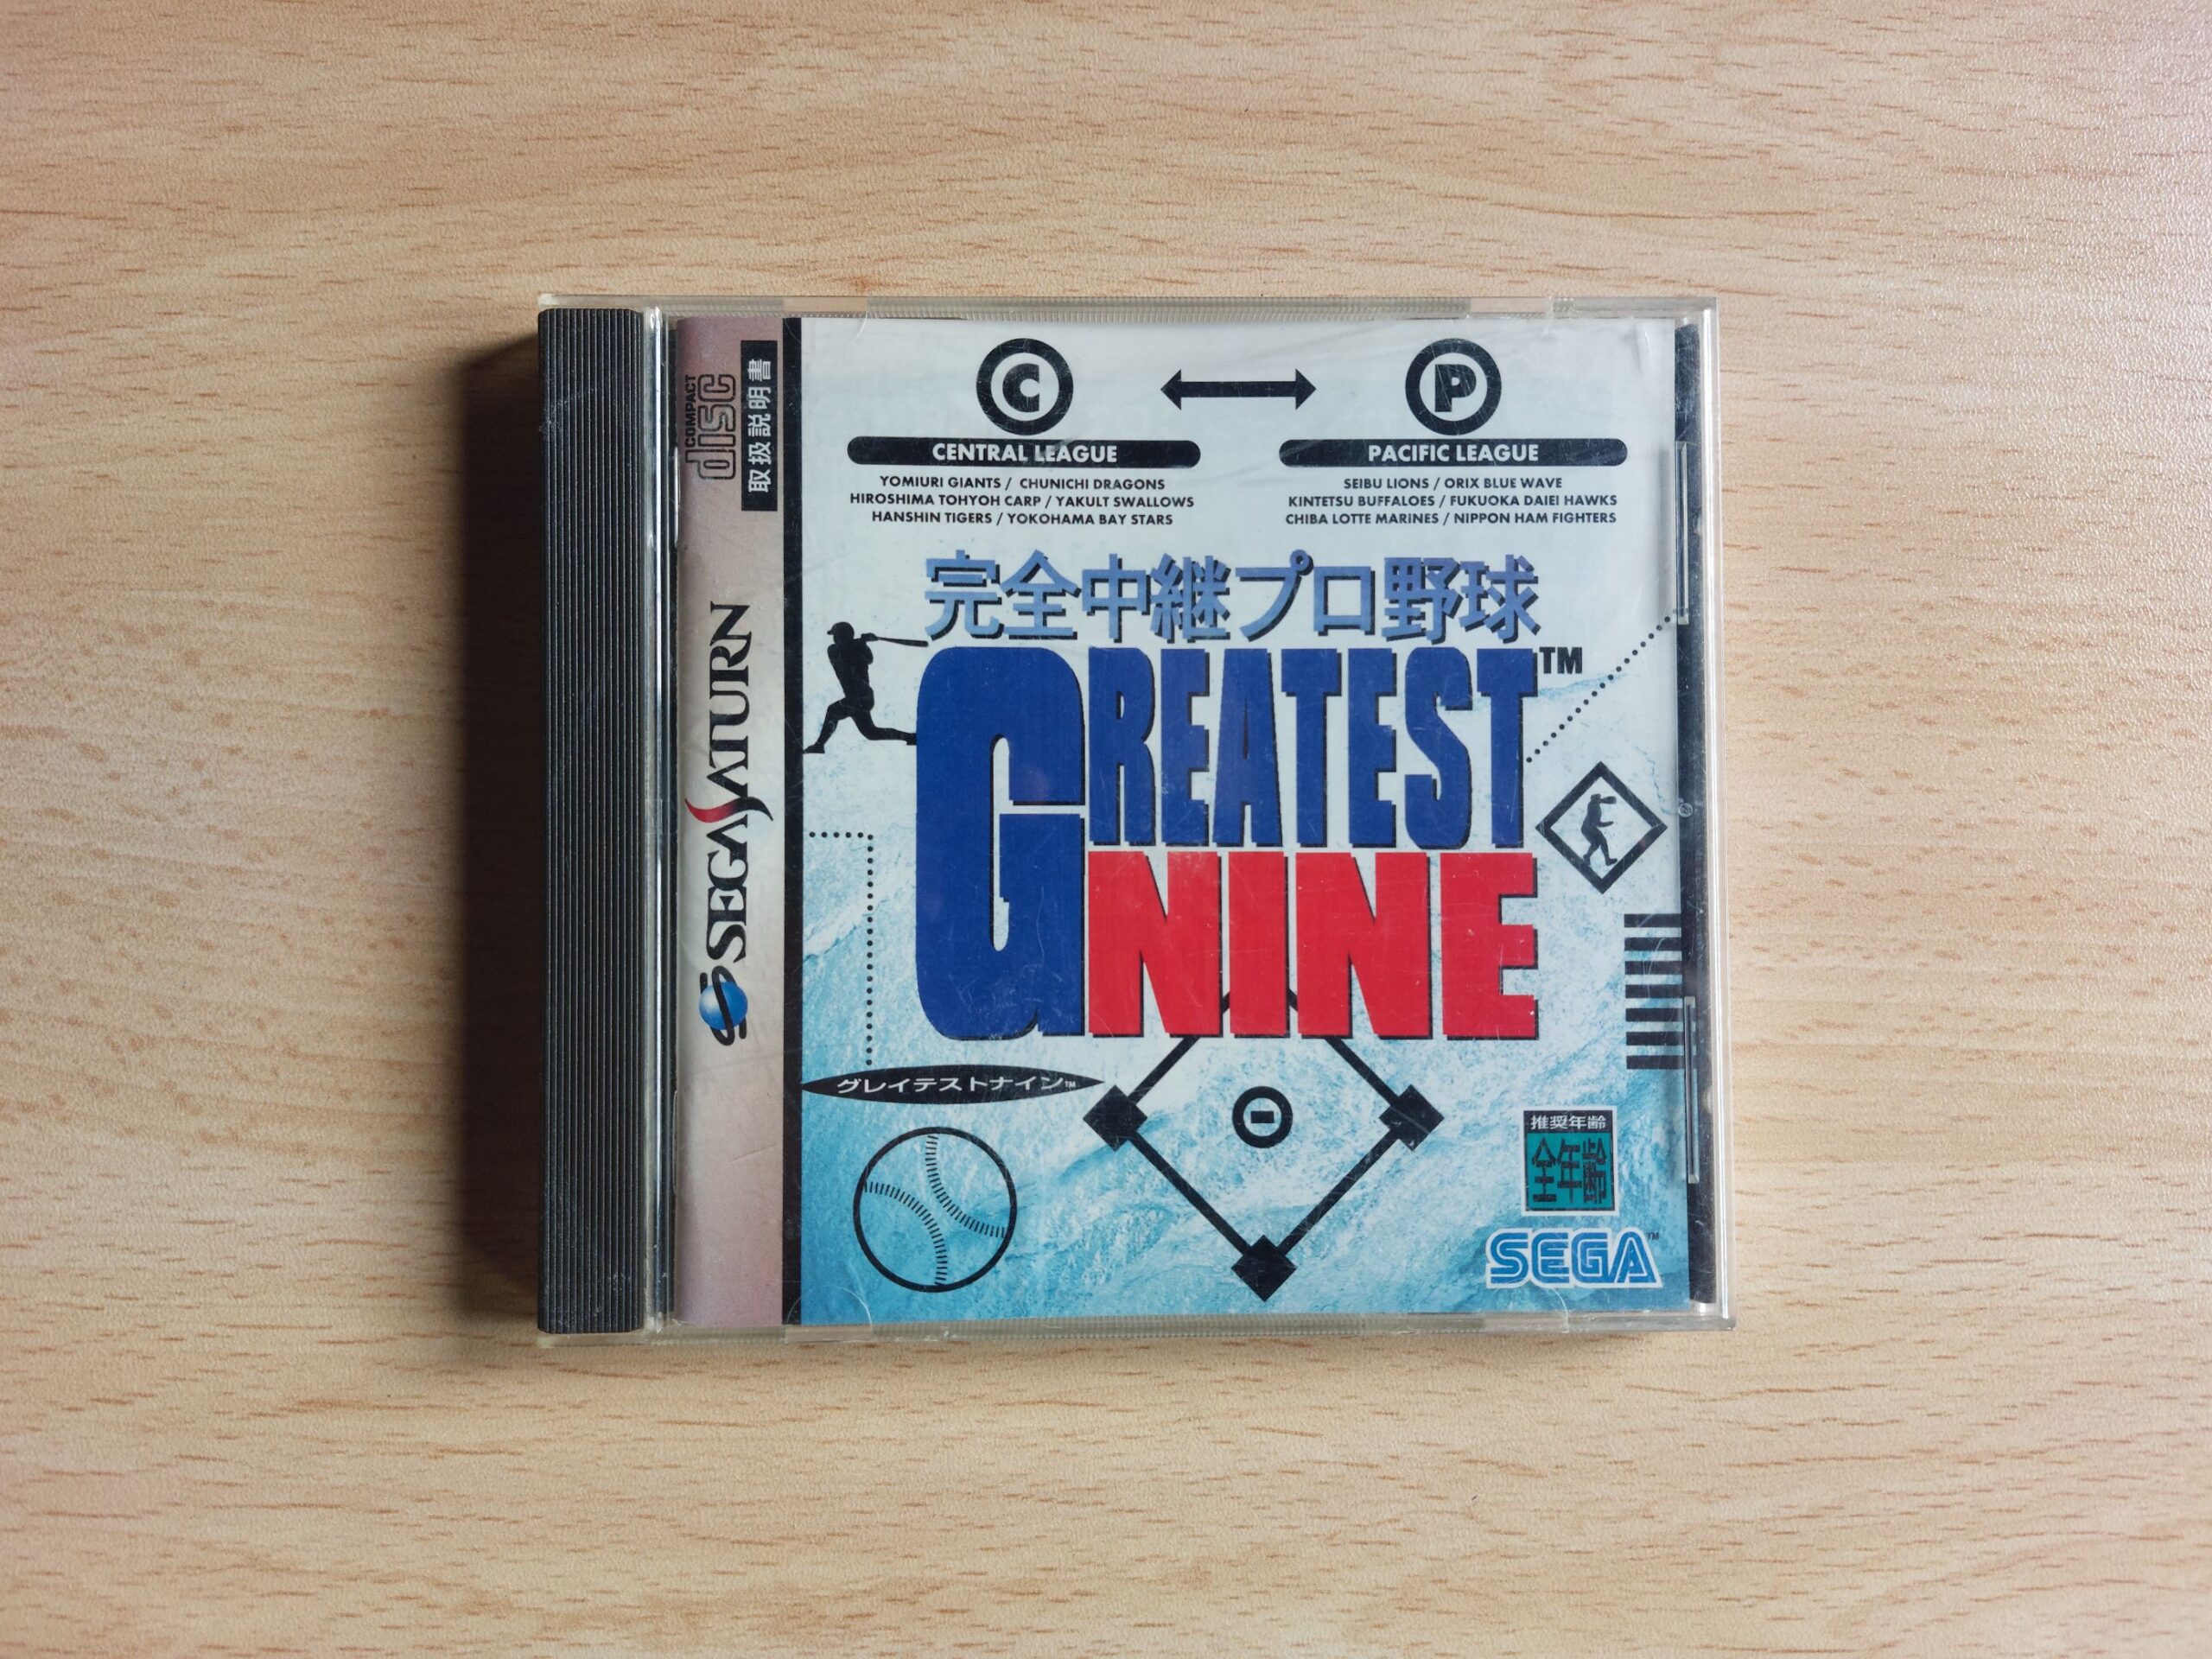 COMPACT
disc
取扱説明書
SEGA SATURN
C
P
CENTRAL LEAGUE
YOMIURI GIANTS / CHUNICHI DRAGONS
HIROSHIMA TOHYOH CARP / YAKULT SWALLOWS
HANSHIN TIGERS / YOKOHAMA BAY STARS
PACIFIC LEAGUE
SEIBU LIONS / ORIX BLUE WAVE
KINTETSU BUFFALOES / FUKUOKA DAIEI HAWKS
CHIBA LOTTE MARINES / NIPPON HAM FIGHTERS
完全中継プロ野球
GREATEST™
NINE
グレイテストナイン™
推奨年齢
全年齢
SEGA™